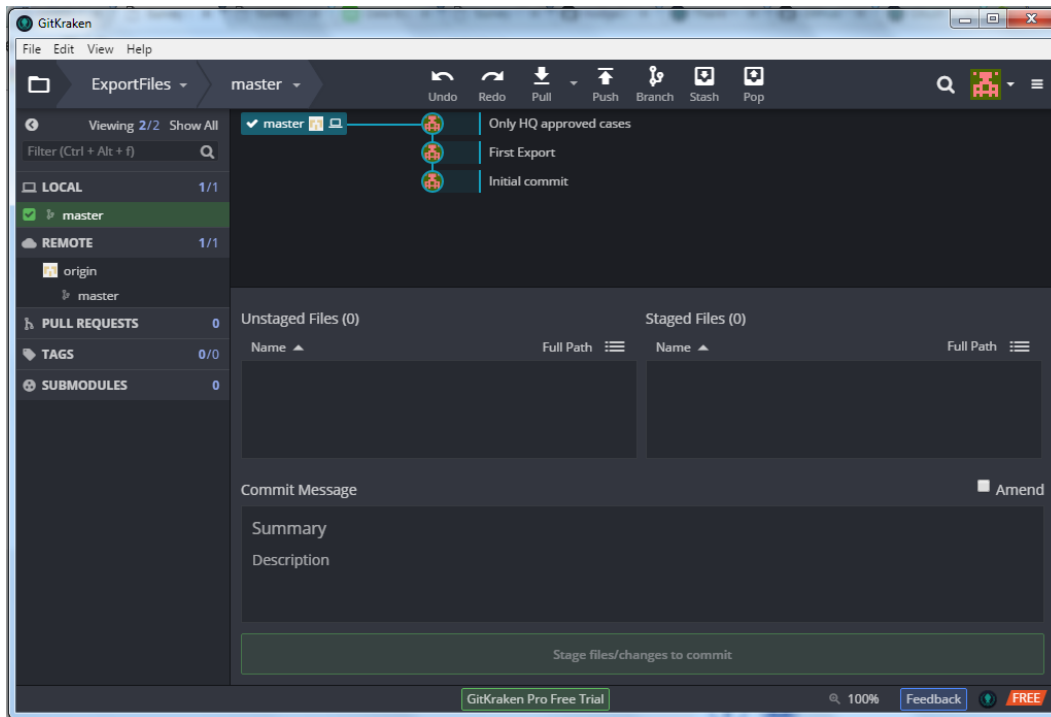 GitKraken
File Edit View Help
ExportFiles master
Undo Redo Pull Push Branch Stash Pop
Viewing 2/2 Show All
Filter (Ctrl + Alt + f)
LOCAL 1/1
master
REMOTE 1/1
origin
master
PULL REQUESTS 0
TAGS 0/0
SUBMODULES 0
master
Only HQ approved cases
First Export
Initial commit
Unstaged Files (0)
Name Full Path
Staged Files (0)
Name Full Path
Commit Message
Amend
Summary
Description
Stage files/changes to commit
GitKraken Pro Free Trial
100% Feedback FREE